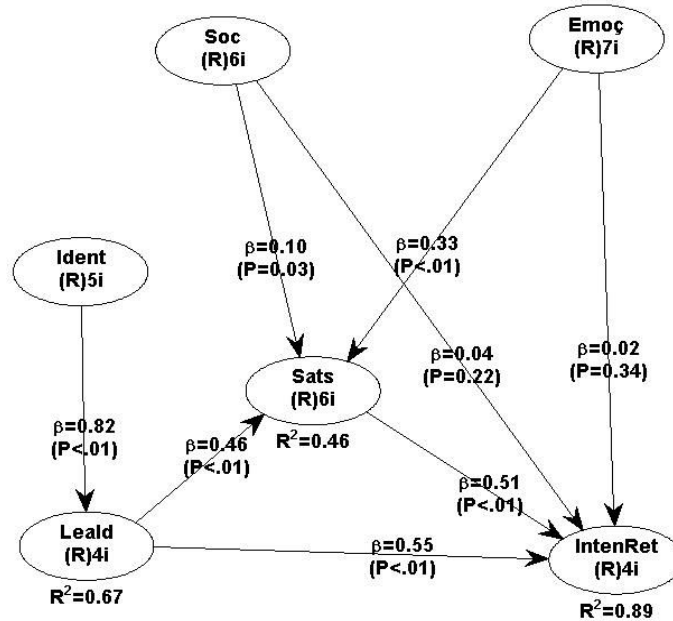 Soc
(R)6i
Emoç
(R)7i
β=0.10
(P=0.03)
β=0.33
(P<.01)
Ident
(R)5i
β=0.04
(P=0.22)
β=0.02
(P=0.34)
Sats
(R)6i
R²=0.46
β=0.82
(P<.01)
β=0.46
(P<.01)
β=0.51
(P<.01)
Leald
(R)4i
R²=0.67
β=0.55
(P<.01)
IntenRet
(R)4i
R²=0.89